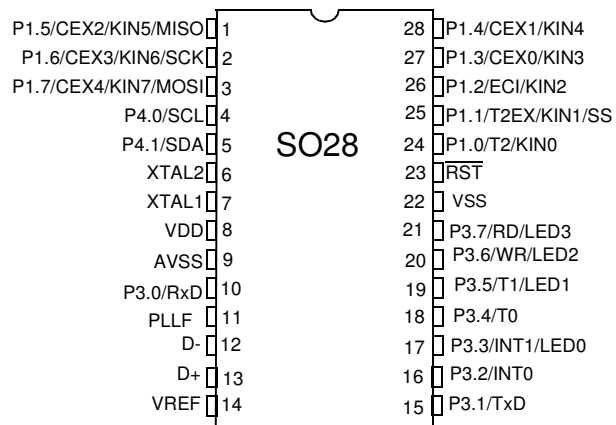 P1.5/CEX2/KIN5/MISO 1 28 P1.4/CEX1/KIN4
P1.6/CEX3/KIN6/SCK 2 27 P1.3/CEX0/KIN3
P1.7/CEX4/KIN7/MOSI 3 26 P1.2/ECI/KIN2
P4.0/SCL 4 25 P1.1/T2EX/KIN1/SS
P4.1/SDA 5 SO28 24 P1.0/T2/KIN0
XTAL2 6 23 RST
XTAL1 7 22 VSS
VDD 8 21 P3.7/RD/LED3
AVSS 9 20 P3.6/WR/LED2
P3.0/RxD 10 19 P3.5/T1/LED1
PLLF 11 18 P3.4/T0
D- 12 17 P3.3/INT1/LED0
D+ 13 16 P3.2/INT0
VREF 14 15 P3.1/TxD